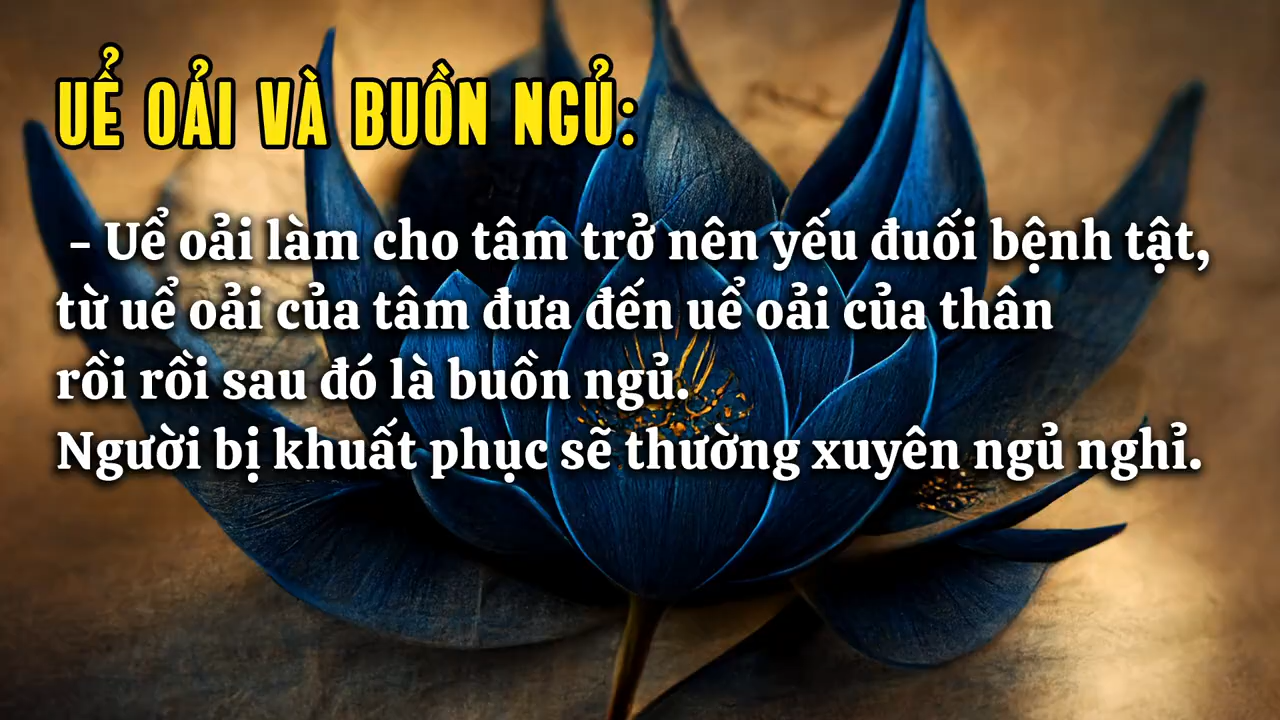 UỂ OẢI VÀ BUỒN NGỦ:
- Uể oải làm cho tâm trở nên yếu đuối bệnh tật,
từ uể oải của tâm đưa đến uể oải của thân
rồi rồi sau đó là buồn ngủ.
Người bị khuất phục sẽ thường xuyên ngủ nghỉ.